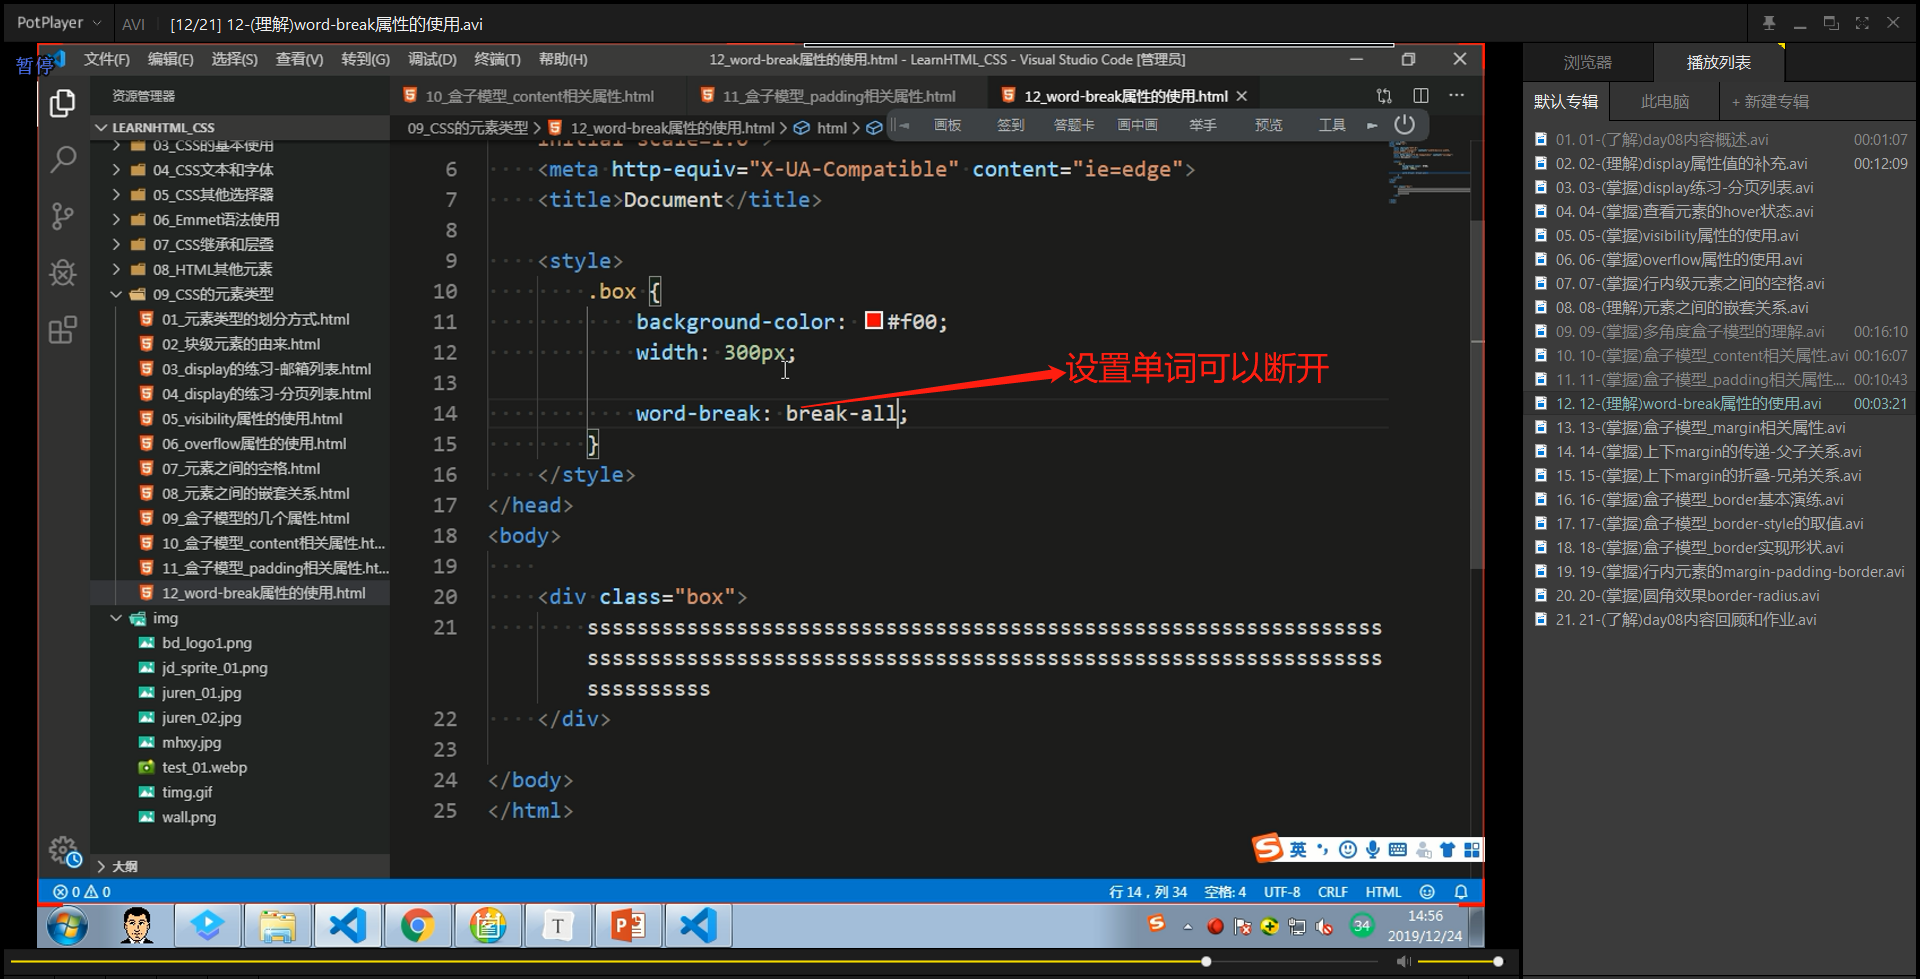 PotPlayer AVI [12/21] 12-(理解)word-break属性的使用.avi
暂停
文件(F) 编辑(E) 选择(S) 查看(V) 转到(G) 调试(D) 终端(T) 帮助(H) 12_word-break属性的使用.html - LearnHTML_CSS - Visual Studio Code [管理员]
资源管理器
10_盒子模型_content相关属性.html 11_盒子模型_padding相关属性.html 12_word-break属性的使用.html
09_CSS的元素类型 > 12_word-break属性的使用.html > html >
画板 签到 答题卡 画中画 举手 预览 工具
LEARNHTML_CSS
03_CSS的基本使用
04_CSS文本和字体
05_CSS其他选择器
06_Emmet语法使用
07_CSS继承和层叠
08_HTML其他元素
09_CSS的元素类型
01_元素类型的划分方式.html
02_块级元素的由来.html
03_display的练习-邮箱列表.html
04_display的练习-分页列表.html
05_visibility属性的使用.html
06_overflow属性的使用.html
07_元素之间的空格.html
08_元素之间的嵌套关系.html
09_盒子模型的几个属性.html
10_盒子模型_content相关属性.ht...
11_盒子模型_padding相关属性.ht...
12_word-break属性的使用.html
img
bd_logo1.png
jd_sprite_01.png
juren_01.jpg
juren_02.jpg
mhxy.jpg
test_01.webp
timg.gif
wall.png
大纲
initial-scale=1.0">
6 <meta http-equiv="X-UA-Compatible" content="ie=edge">
7 <title>Document</title>
8
9 <style>
10 .box {
11 background-color: #f00;
12 width: 300px;
13
14 word-break: break-all;
15 }
16 </style>
17 </head>
18 <body>
19
20 <div class="box">
21 sssssssssssssssssssssssssssssssssssssssssssssssssssssssssssssssss
sssssssssssssssssssssssssssssssssssssssssssssssssssssssssssssssss
ssssssssss
22 </div>
23
24 </body>
25 </html>
设置单词可以断开
英
0 0 行 14，列 34 空格: 4 UTF-8 CRLF HTML
T
P
34
14:56
2019/12/24
浏览器 播放列表
默认专辑 此电脑 + 新建专辑
01. 01-(了解)day08内容概述.avi 00:01:07
02. 02-(理解)display属性值的补充.avi 00:12:09
03. 03-(掌握)display练习-分页列表.avi
04. 04-(掌握)查看元素的hover状态.avi
05. 05-(掌握)visibility属性的使用.avi
06. 06-(掌握)overflow属性的使用.avi
07. 07-(掌握)行内级元素之间的空格.avi
08. 08-(理解)元素之间的嵌套关系.avi
09. 09-(掌握)多角度盒子模型的理解.avi 00:16:10
10. 10-(掌握)盒子模型_content相关属性.avi 00:16:07
11. 11-(掌握)盒子模型_padding相关属性.... 00:10:43
12. 12-(理解)word-break属性的使用.avi 00:03:21
13. 13-(掌握)盒子模型_margin相关属性.avi
14. 14-(掌握)上下margin的传递-父子关系.avi
15. 15-(掌握)上下margin的折叠-兄弟关系.avi
16. 16-(掌握)盒子模型_border基本演练.avi
17. 17-(掌握)盒子模型_border-style的取值.avi
18. 18-(掌握)盒子模型_border实现形状.avi
19. 19-(掌握)行内元素的margin-padding-border.avi
20. 20-(掌握)圆角效果border-radius.avi
21. 21-(了解)day08内容回顾和作业.avi